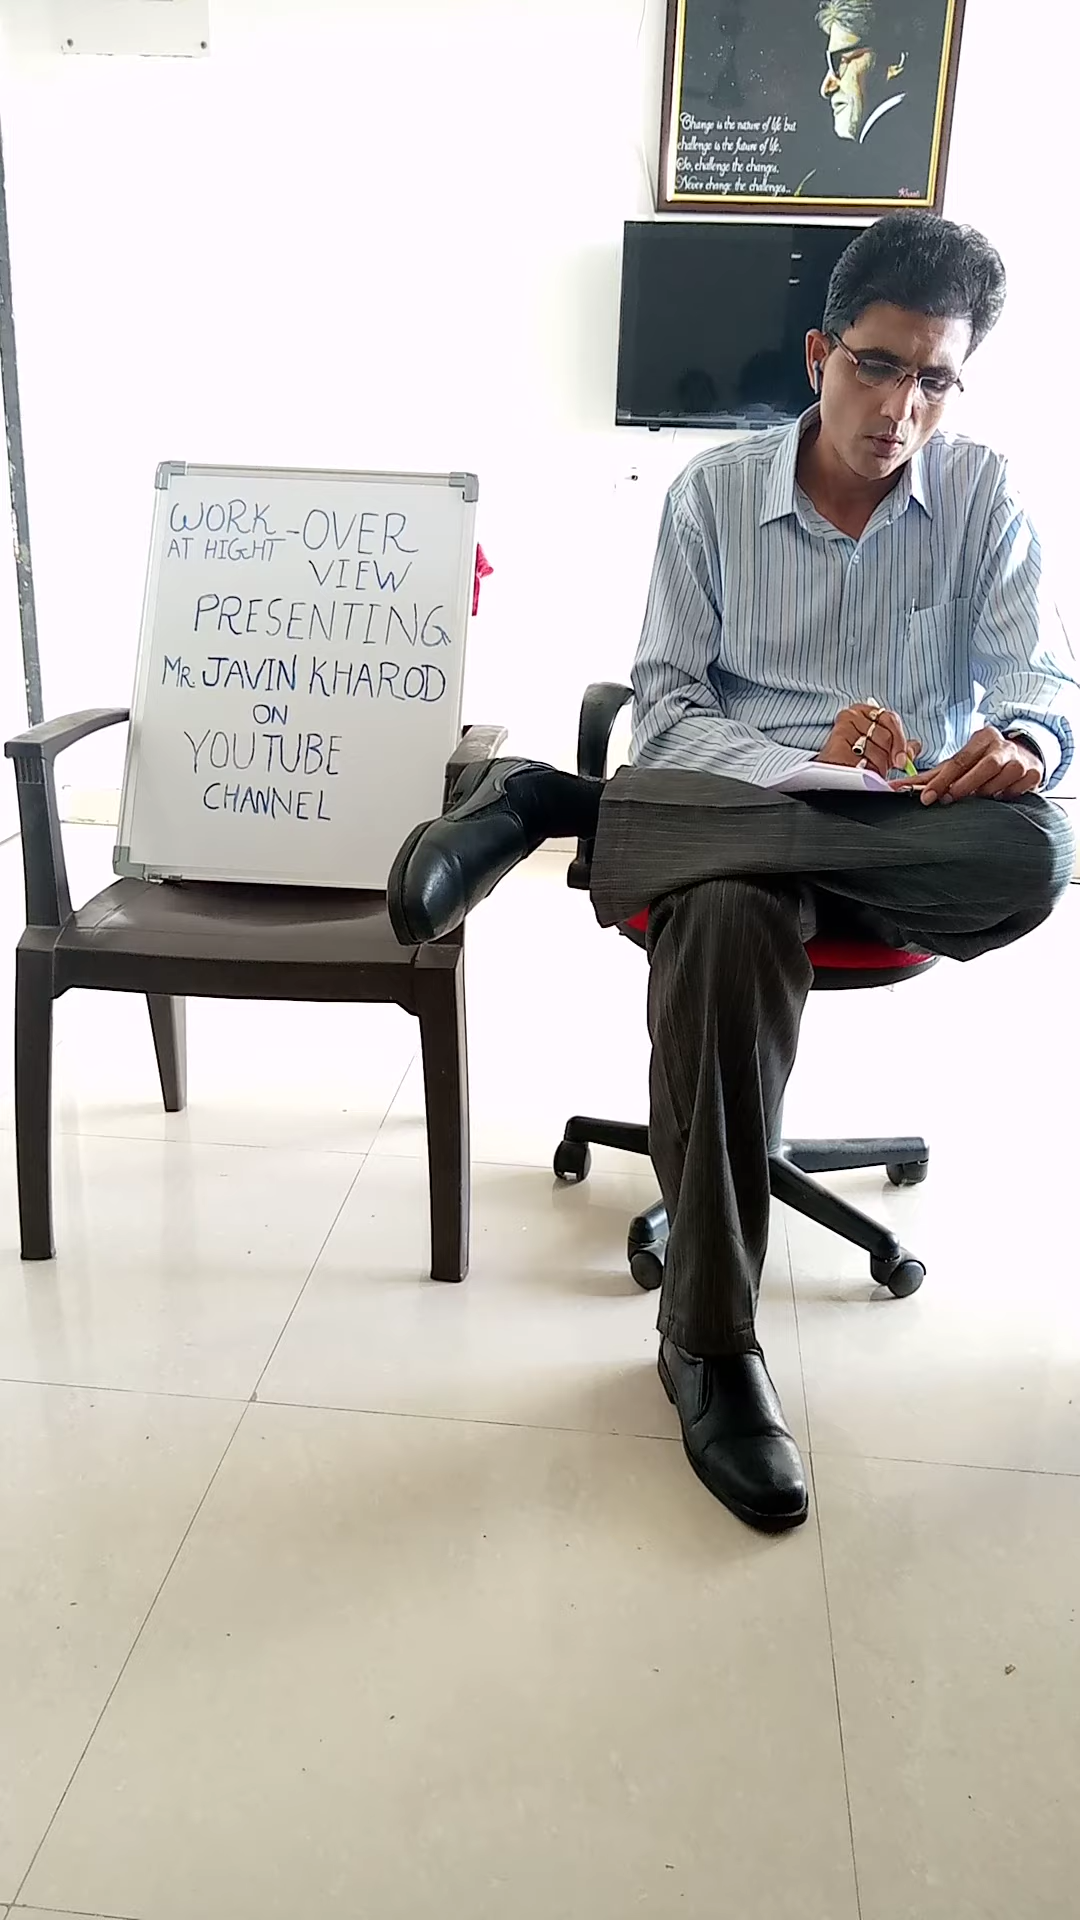 Change is the nature of life but
challenge is the future of life.
So, challenge the changes.
Never change the challenges..
Khanti
WORK - OVER
AT HIGHT VIEW
PRESENTING
MR. JAVIN KHAROD
ON
YOUTUBE
CHANNEL